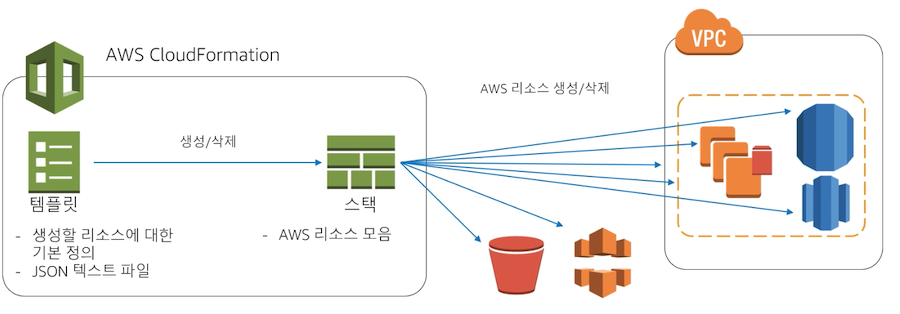 AWS CloudFormation
VPC
AWS 리소스 생성/삭제
생성/삭제
템플릿
스택
- 생성할 리소스에 대한
기본 정의
- JSON 텍스트 파일
- AWS 리소스 모음